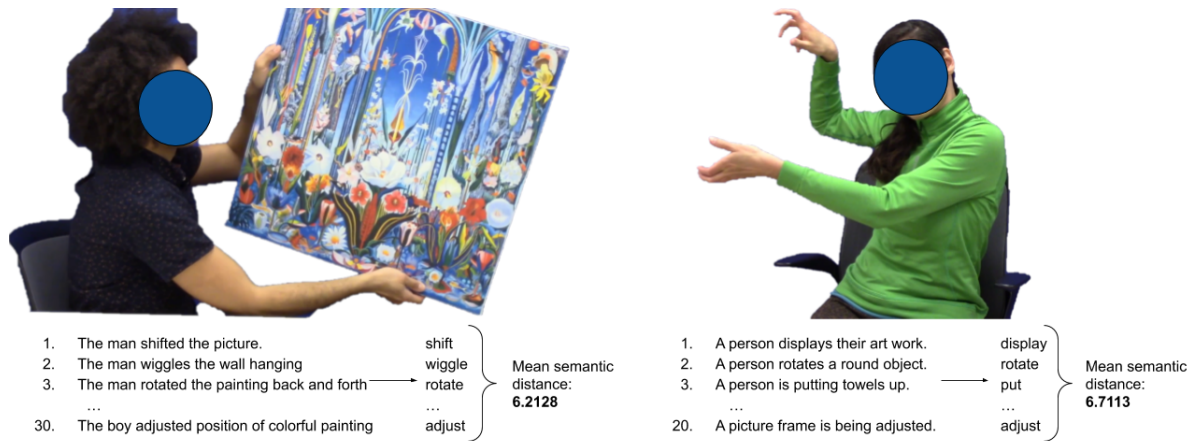 1. The man shifted the picture. shift
2. The man wiggles the wall hanging wiggle
3. The man rotated the painting back and forth rotate
... ...
30. The boy adjusted position of colorful painting adjust
Mean semantic
distance:
6.2128
1. A person displays their art work. display
2. A person rotates a round object. rotate
3. A person is putting towels up. put
... ...
20. A picture frame is being adjusted. adjust
Mean semantic
distance:
6.7113